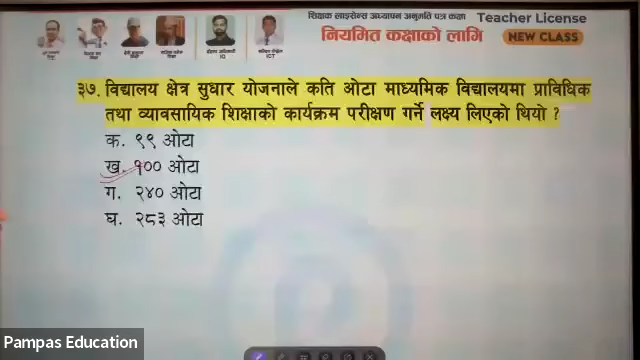 शिक्षक लाइसेन्स अध्यापन अनुमति पत्र कक्षा Teacher License
नियमित कक्षाको लागि NEW CLASS
३७. विद्यालय क्षेत्र सुधार योजनाले कति ओटा माध्यमिक विद्यालयमा प्राविधिक
तथा व्यावसायिक शिक्षाको कार्यक्रम परीक्षण गर्ने लक्ष्य लिएको थियो ?
क. ९९ ओटा
ख. १०० ओटा
ग. २४० ओटा
घ. २८३ ओटा
Pampas Education